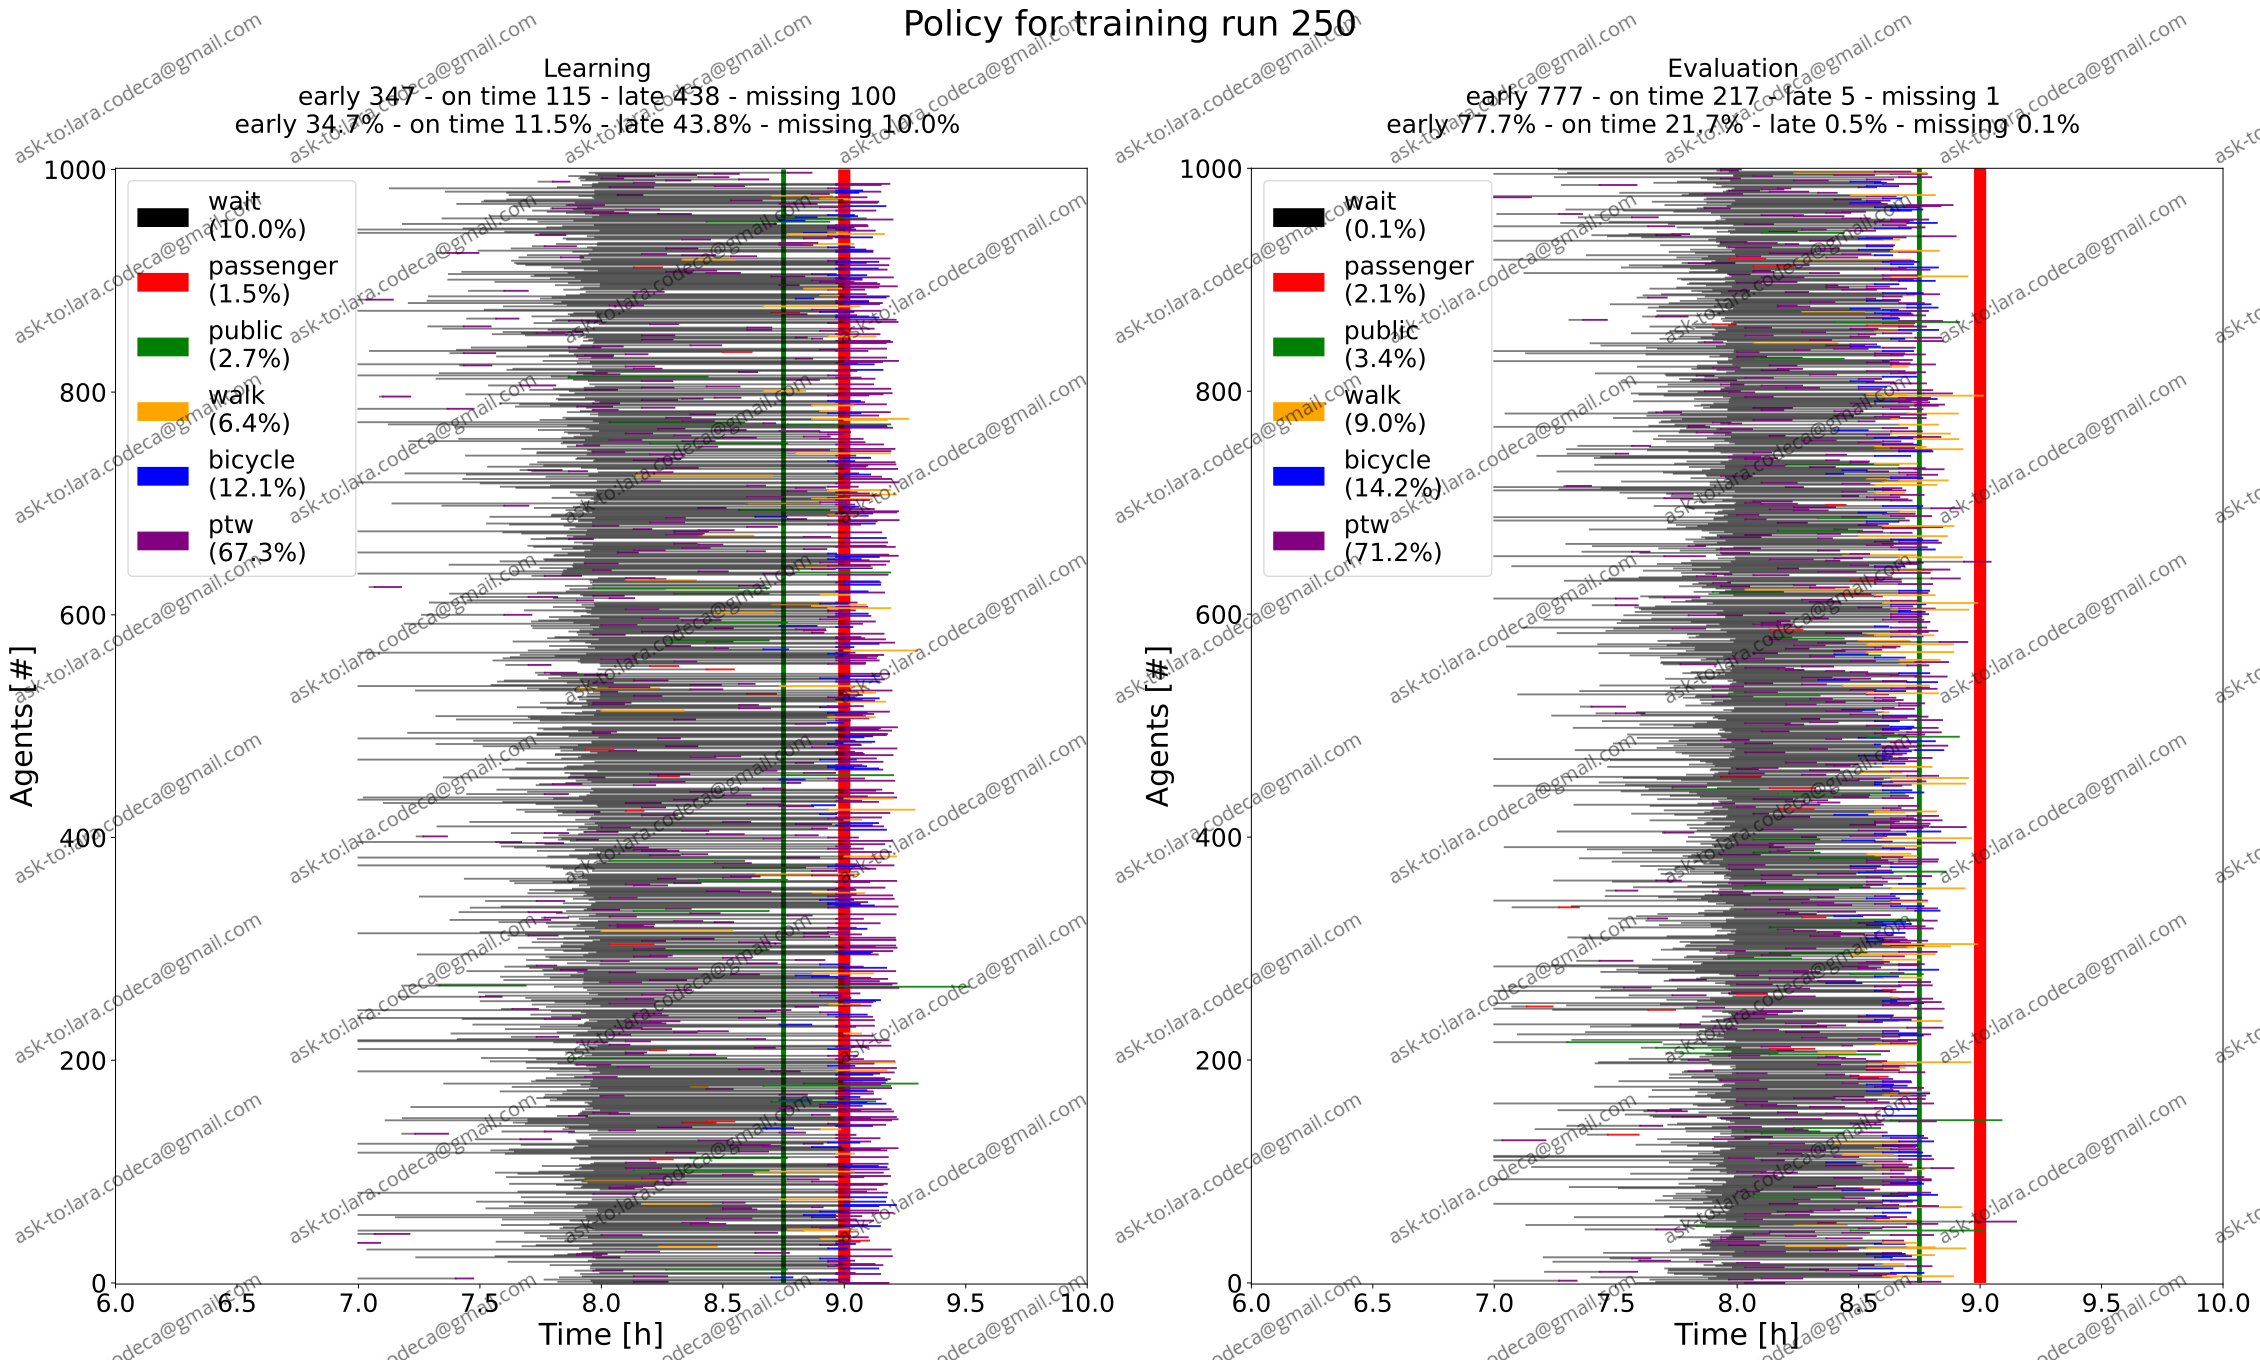 Policy for training run 250
Learning
early 347 - on time 115 - late 438 - missing 100
early 34.7% - on time 11.5% - late 43.8% - missing 10.0%
1000
800
600
400
200
0
Agents [#]
wait
(10.0%)
passenger
(1.5%)
public
(2.7%)
walk
(6.4%)
bicycle
(12.1%)
ptw
(67.3%)
6.0 6.5 7.0 7.5 8.0 8.5 9.0 9.5 10.0
Time [h]
Evaluation
early 777 - on time 217 - late 5 - missing 1
early 77.7% - on time 21.7% - late 0.5% - missing 0.1%
1000
800
600
400
200
0
Agents [#]
wait
(0.1%)
passenger
(2.1%)
public
(3.4%)
walk
(9.0%)
bicycle
(14.2%)
ptw
(71.2%)
6.0 6.5 7.0 7.5 8.0 8.5 9.0 9.5 10.0
Time [h]
ask-to:lara.codeca@gmail.com